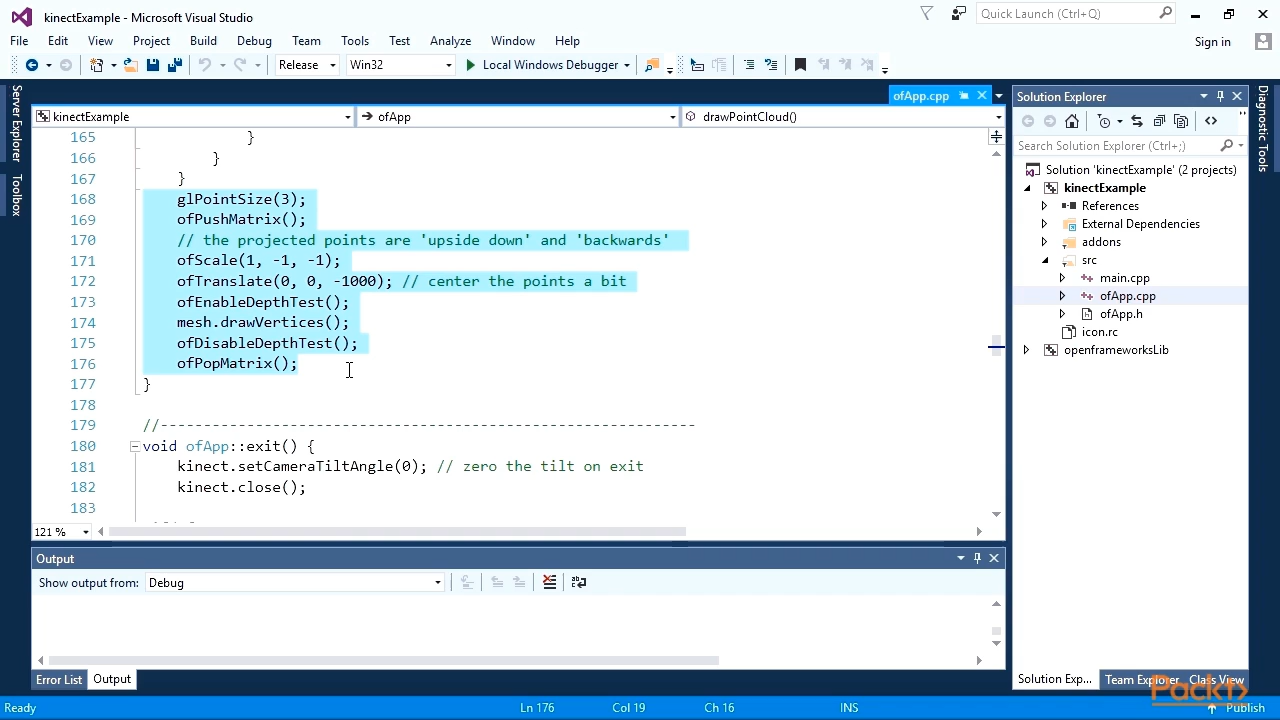 kinectExample - Microsoft Visual Studio
Quick Launch (Ctrl+Q)
File Edit View Project Build Debug Team Tools Test Analyze Window Help
Sign in
Release Win32 Local Windows Debugger
Server Explorer
Toolbox
ofApp.cpp
kinectExample ofApp drawPointCloud()
165 }
166 }
167 }
168 glPointSize(3);
169 ofPushMatrix();
170 // the projected points are 'upside down' and 'backwards'
171 ofScale(1, -1, -1);
172 ofTranslate(0, 0, -1000); // center the points a bit
173 ofEnableDepthTest();
174 mesh.drawVertices();
175 ofDisableDepthTest();
176 ofPopMatrix();
177 }
178
179 //--------------------------------------------------------------
180 void ofApp::exit() {
181 kinect.setCameraTiltAngle(0); // zero the tilt on exit
182 kinect.close();
183
121 %
Output
Show output from: Debug
Error List Output
Solution Explorer
Search Solution Explorer (Ctrl+;)
Solution 'kinectExample' (2 projects)
kinectExample
References
External Dependencies
addons
src
main.cpp
ofApp.cpp
ofApp.h
icon.rc
openframeworksLib
Solution Exp... Team Explorer Class View
Diagnostic Tools
Packt
Ready Ln 176 Col 19 Ch 16 INS Publish